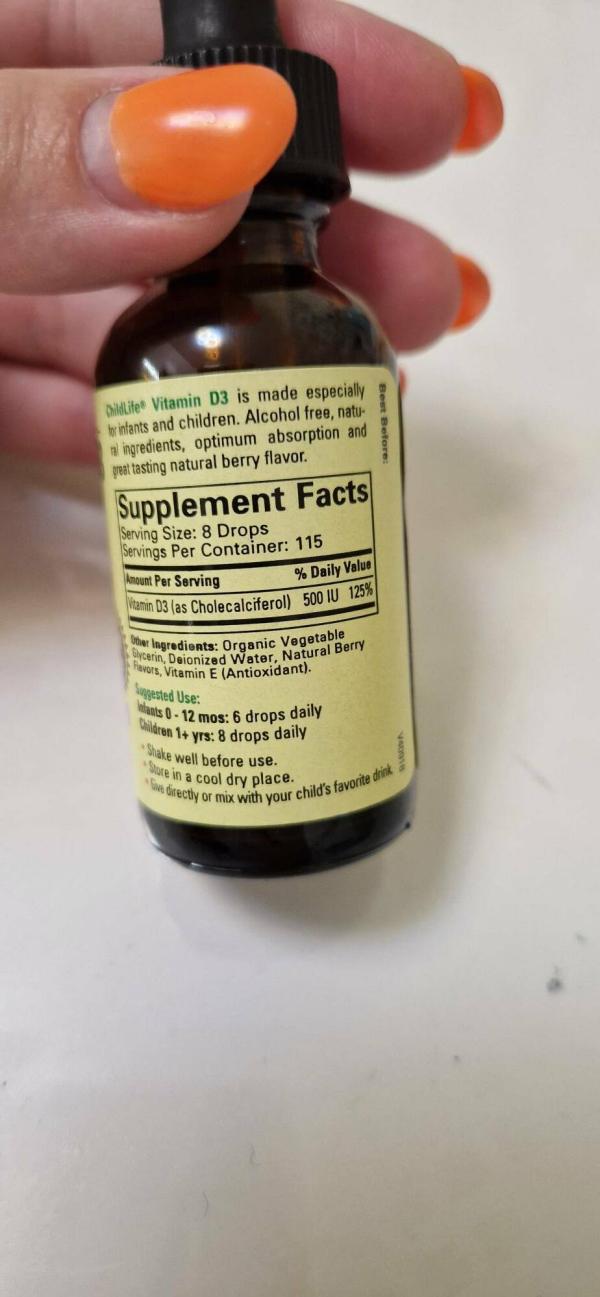 ChildLife® Vitamin D3 is made especially
for infants and children. Alcohol free, natu-
ral ingredients, optimum absorption and
great tasting natural berry flavor.
Supplement Facts
Serving Size: 8 Drops
Servings Per Container: 115
Amount Per Serving % Daily Value
Vitamin D3 (as Cholecalciferol) 500 IU 125%
Other Ingredients: Organic Vegetable
Glycerin, Deionized Water, Natural Berry
Flavors, Vitamin E (Antioxidant).
Suggested Use:
Infants 0 - 12 mos: 6 drops daily
Children 1+ yrs: 8 drops daily
• Shake well before use.
• Store in a cool dry place.
• Give directly or mix with your child's favorite drink.
Best Before: